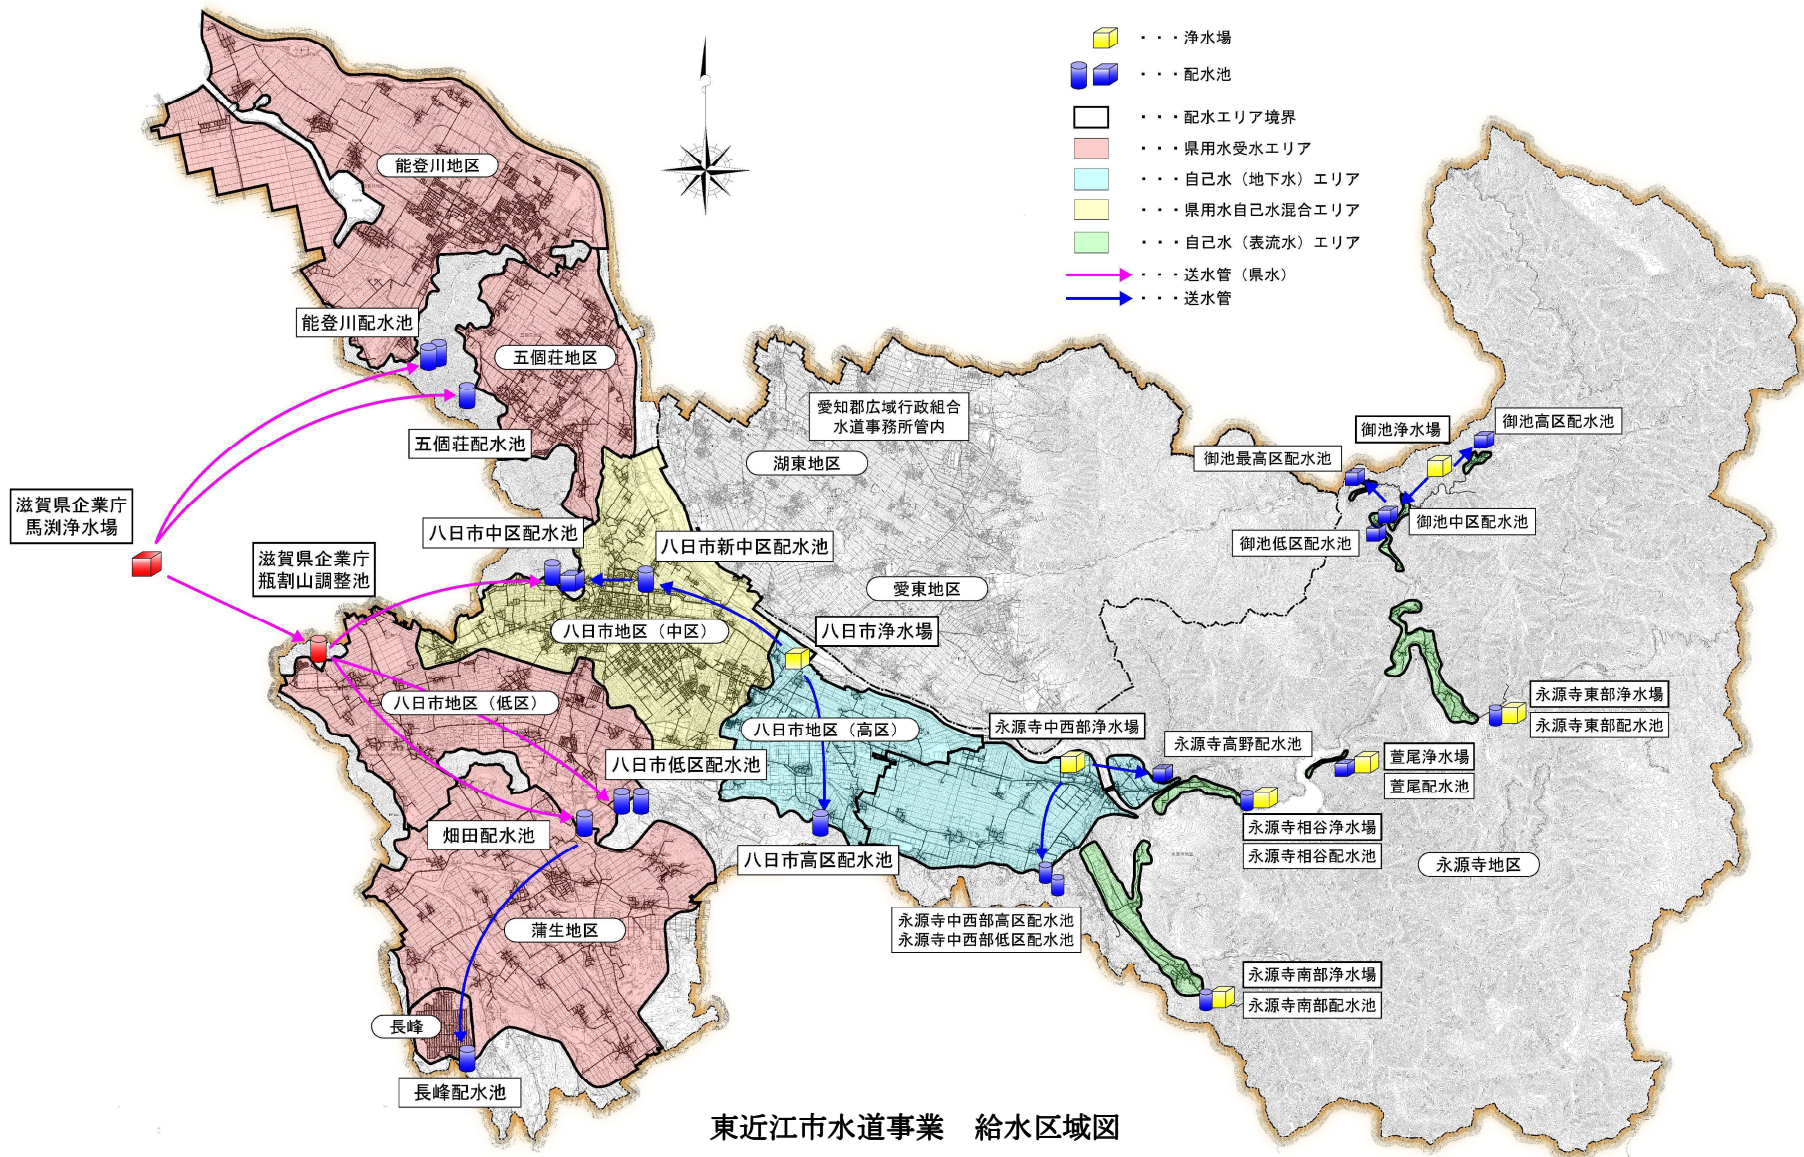 ・・・浄水場
・・・配水池
・・・配水エリア境界
・・・県用水受水エリア
・・・自己水（地下水）エリア
・・・県用水自己水混合エリア
・・・自己水（表流水）エリア
・・・送水管（県水）
・・・送水管
能登川地区
能登川配水池
五個荘地区
五個荘配水池
愛知郡広域行政組合
水道事務所管内
湖東地区
御池浄水場
御池高区配水池
御池最高区配水池
御池中区配水池
御池低区配水池
滋賀県企業庁
馬渕浄水場
滋賀県企業庁
瓶割山調整池
八日市中区配水池
八日市新中区配水池
愛東地区
八日市地区（中区）
八日市浄水場
八日市地区（低区）
八日市地区（高区）
永源寺中西部浄水場
永源寺高野配水池
永源寺東部浄水場
永源寺東部配水池
八日市低区配水池
萱尾浄水場
萱尾配水池
畑田配水池
八日市高区配水池
永源寺相谷浄水場
永源寺相谷配水池
永源寺地区
蒲生地区
永源寺中西部高区配水池
永源寺中西部低区配水池
永源寺南部浄水場
永源寺南部配水池
長峰
長峰配水池
東近江市水道事業　給水区域図